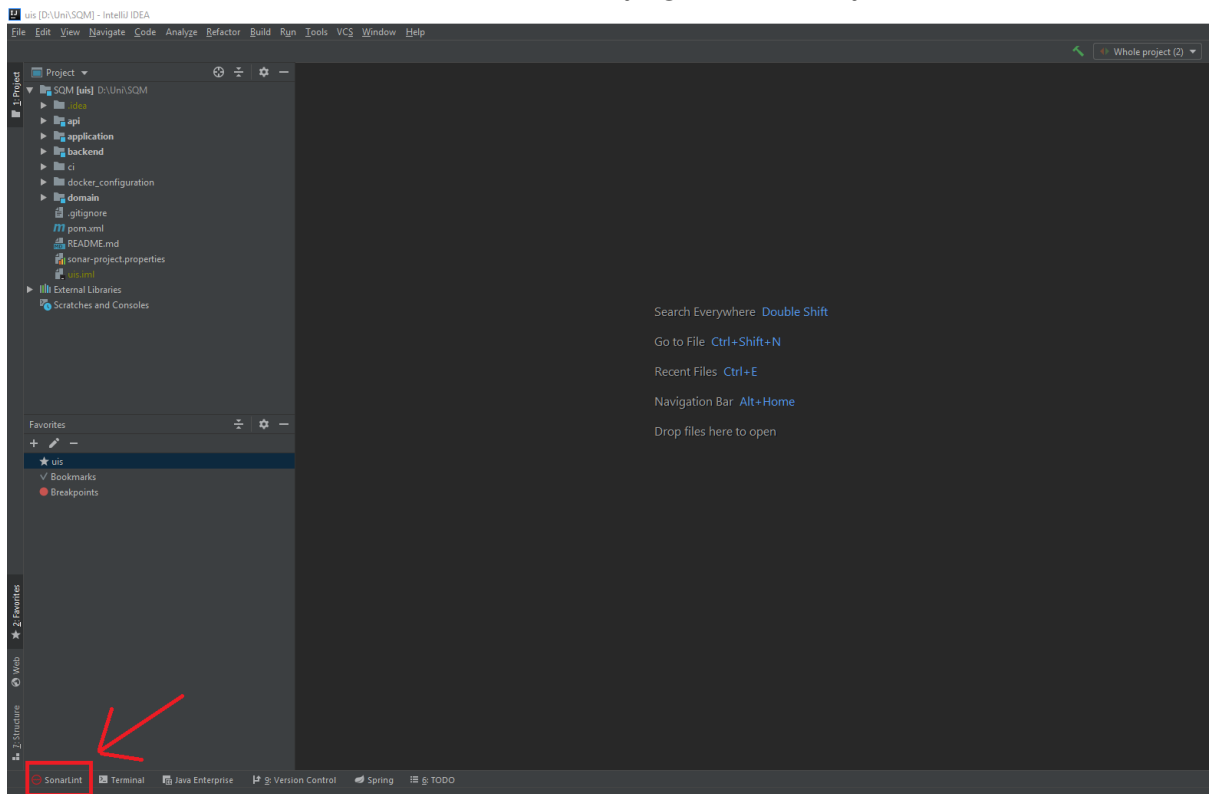 uis [D:\Uni\SQM] - IntelliJ IDEA
File Edit View Navigate Code Analyze Refactor Build Run Tools VCS Window Help
Whole project (2)
1: Project
Project
SQM [uis] D:\Uni\SQM
.idea
api
application
backend
ci
docker_configuration
domain
.gitignore
pom.xml
README.md
sonar-project.properties
uis.iml
External Libraries
Scratches and Consoles
Search Everywhere Double Shift
Go to File Ctrl+Shift+N
Recent Files Ctrl+E
Navigation Bar Alt+Home
Drop files here to open
Favorites
uis
Bookmarks
Breakpoints
2: Favorites
Web
7: Structure
SonarLint Terminal Java Enterprise 9: Version Control Spring 6: TODO